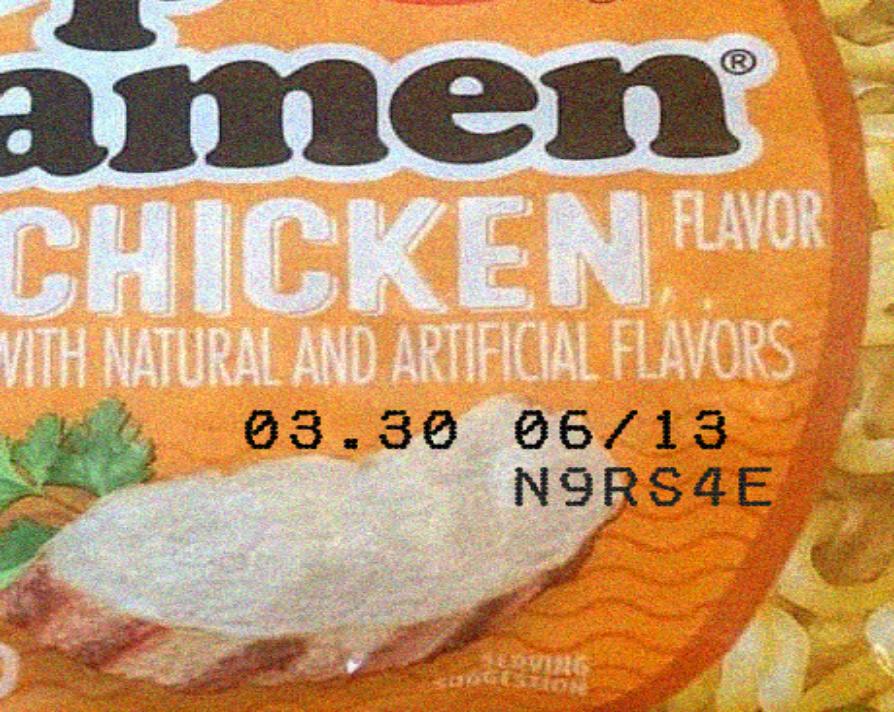 p
amen®
CHICKEN FLAVOR
WITH NATURAL AND ARTIFICIAL FLAVORS
03.30 06/13
N9RS4E
SERVING
SUGGESTION